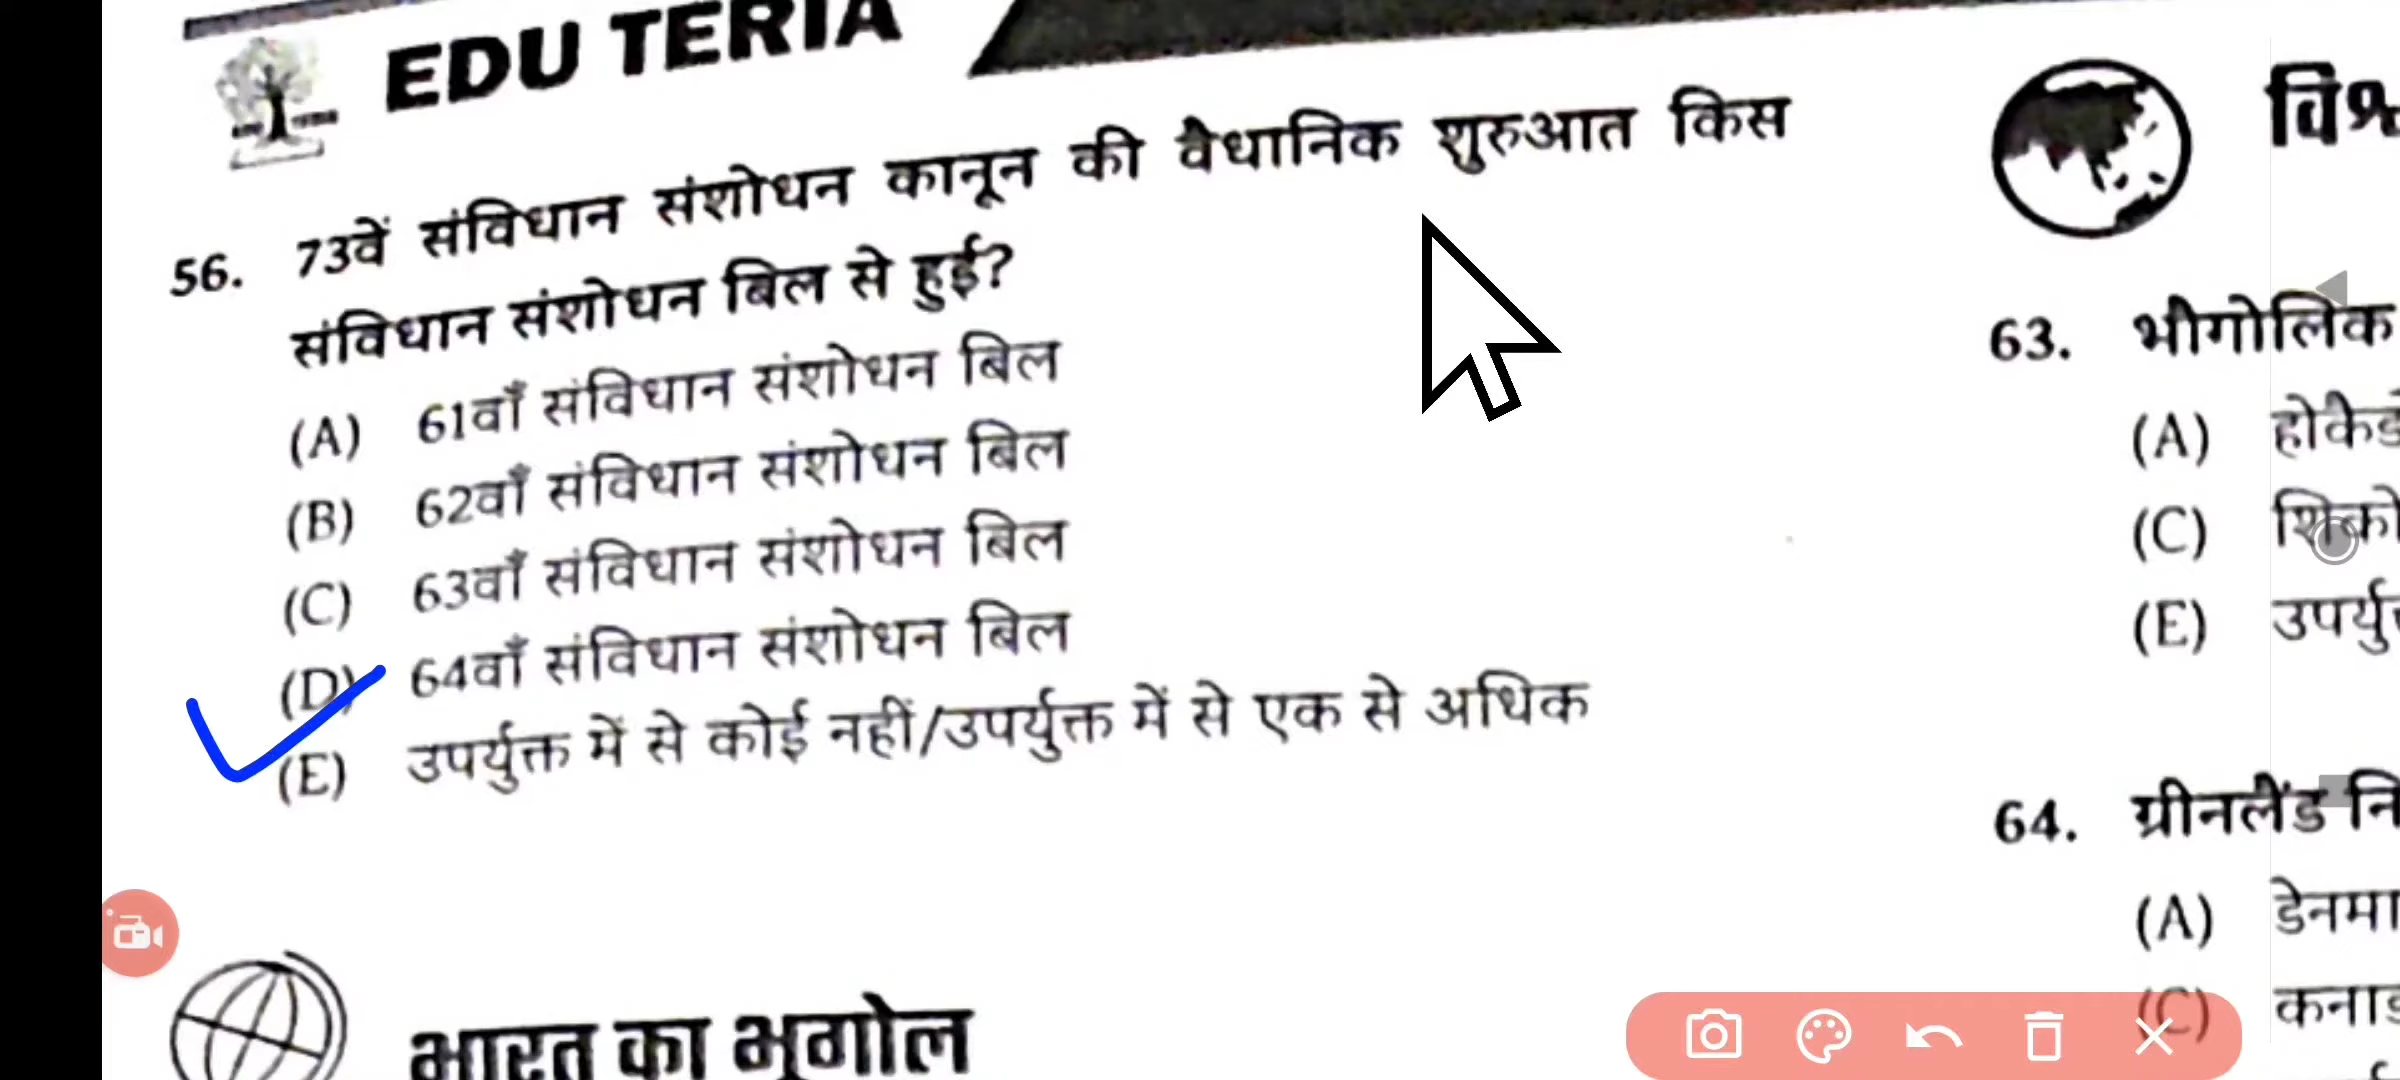 EDU TERIA
56. 73वें संविधान संशोधन कानून की वैधानिक शुरुआत किस
संविधान संशोधन बिल से हुई?
(A) 61वाँ संविधान संशोधन बिल
(B) 62वाँ संविधान संशोधन बिल
(C) 63वाँ संविधान संशोधन बिल
(D) 64वाँ संविधान संशोधन बिल
(E) उपर्युक्त में से कोई नहीं/उपर्युक्त में से एक से अधिक
भारत का भूगोल
63. भौगोलिक
(A)
(C)
(E)
64. ग्रीनलैंड
(A)
(C)